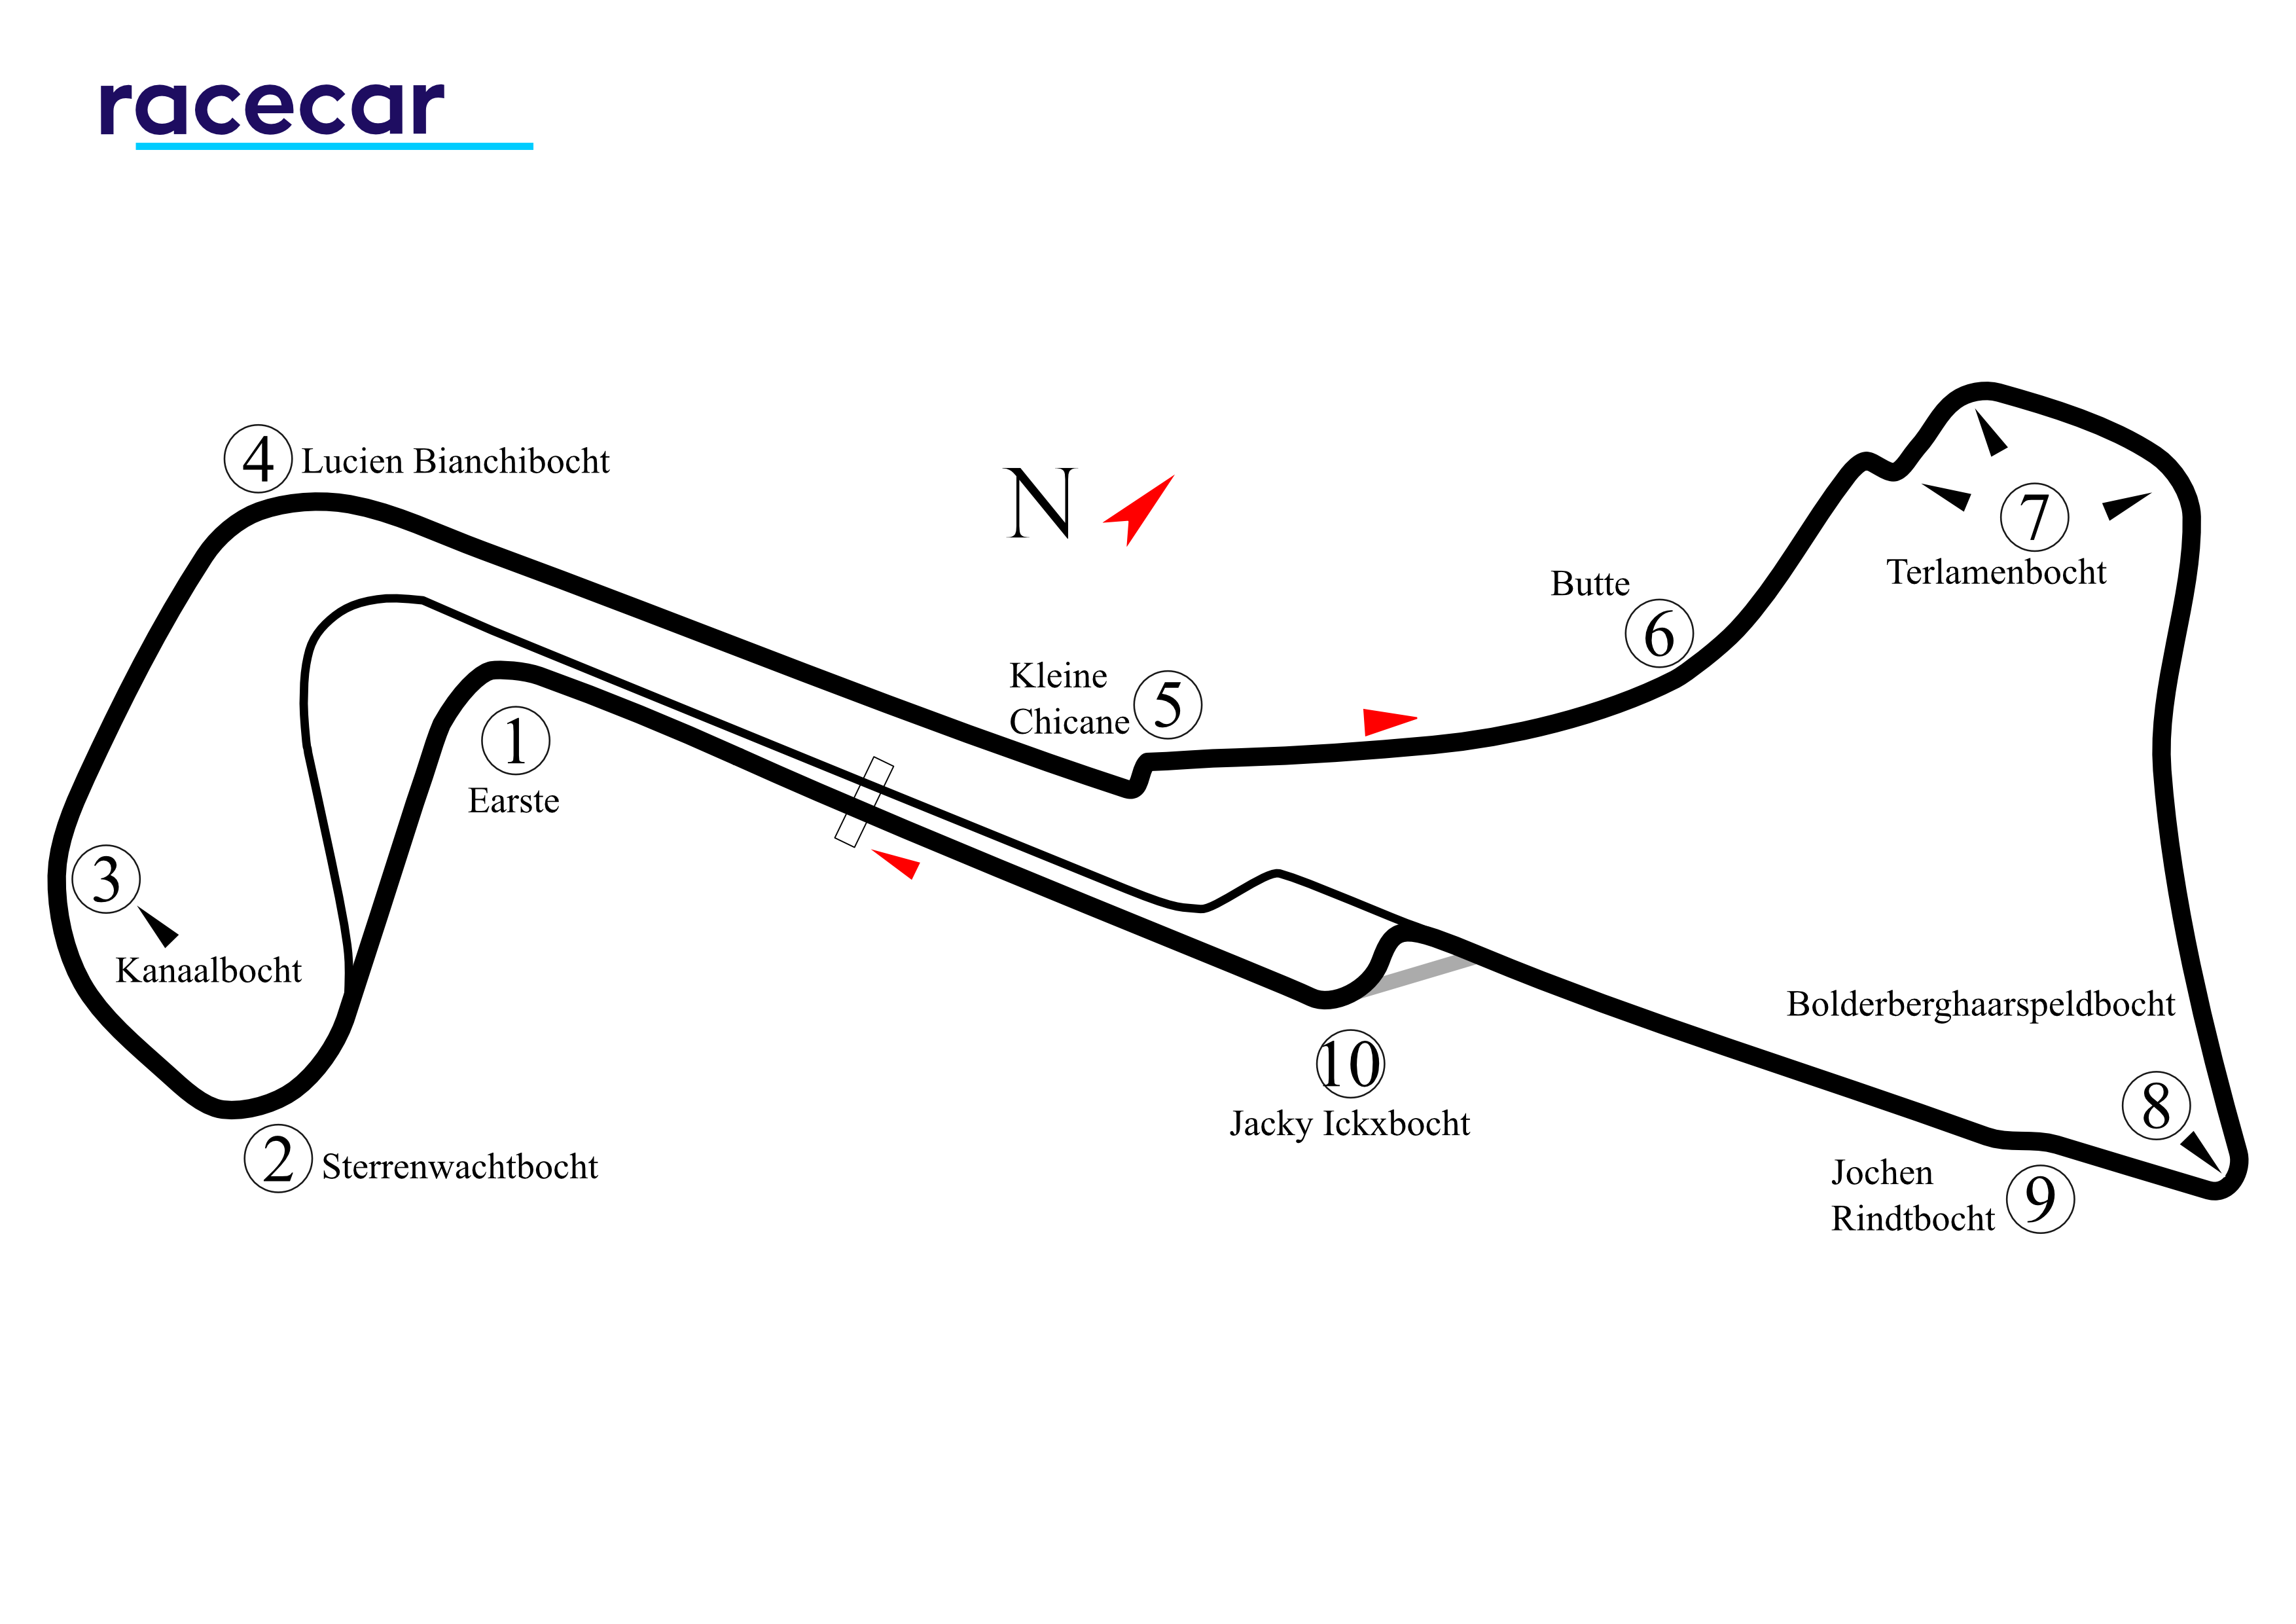 racecar
4 Lucien Bianchibocht
N
7
Terlamenbocht
Butte
6
Kleine
Chicane
5
1
Earste
3
Kanaalbocht
Bolderberghaarspeldbocht
10
Jacky Ickxbocht
8
2 Sterrenwachtbocht
Jochen
Rindtbocht
9